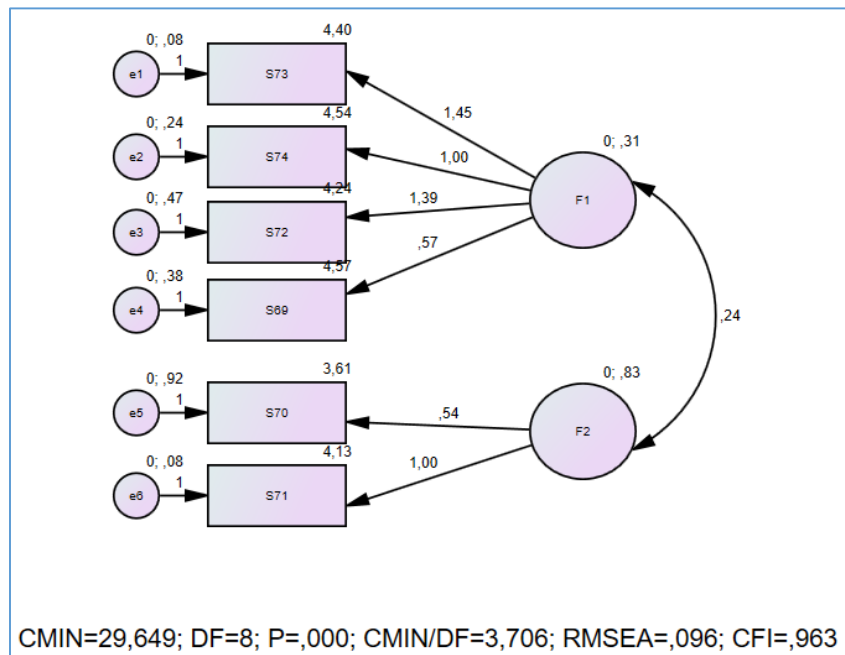 0; ,08
4,40
e1
1
S73
1,45
0; ,24
4,54
e2
1
S74
1,00
0; ,31
0; ,47
4,24
e3
1
S72
1,39
F1
0; ,38
4,57
e4
1
S69
,57
,24
0; ,92
3,61
e5
1
S70
,54
0; ,83
F2
0; ,08
4,13
e6
1
S71
1,00
CMIN=29,649; DF=8; P=,000; CMIN/DF=3,706; RMSEA=,096; CFI=,963